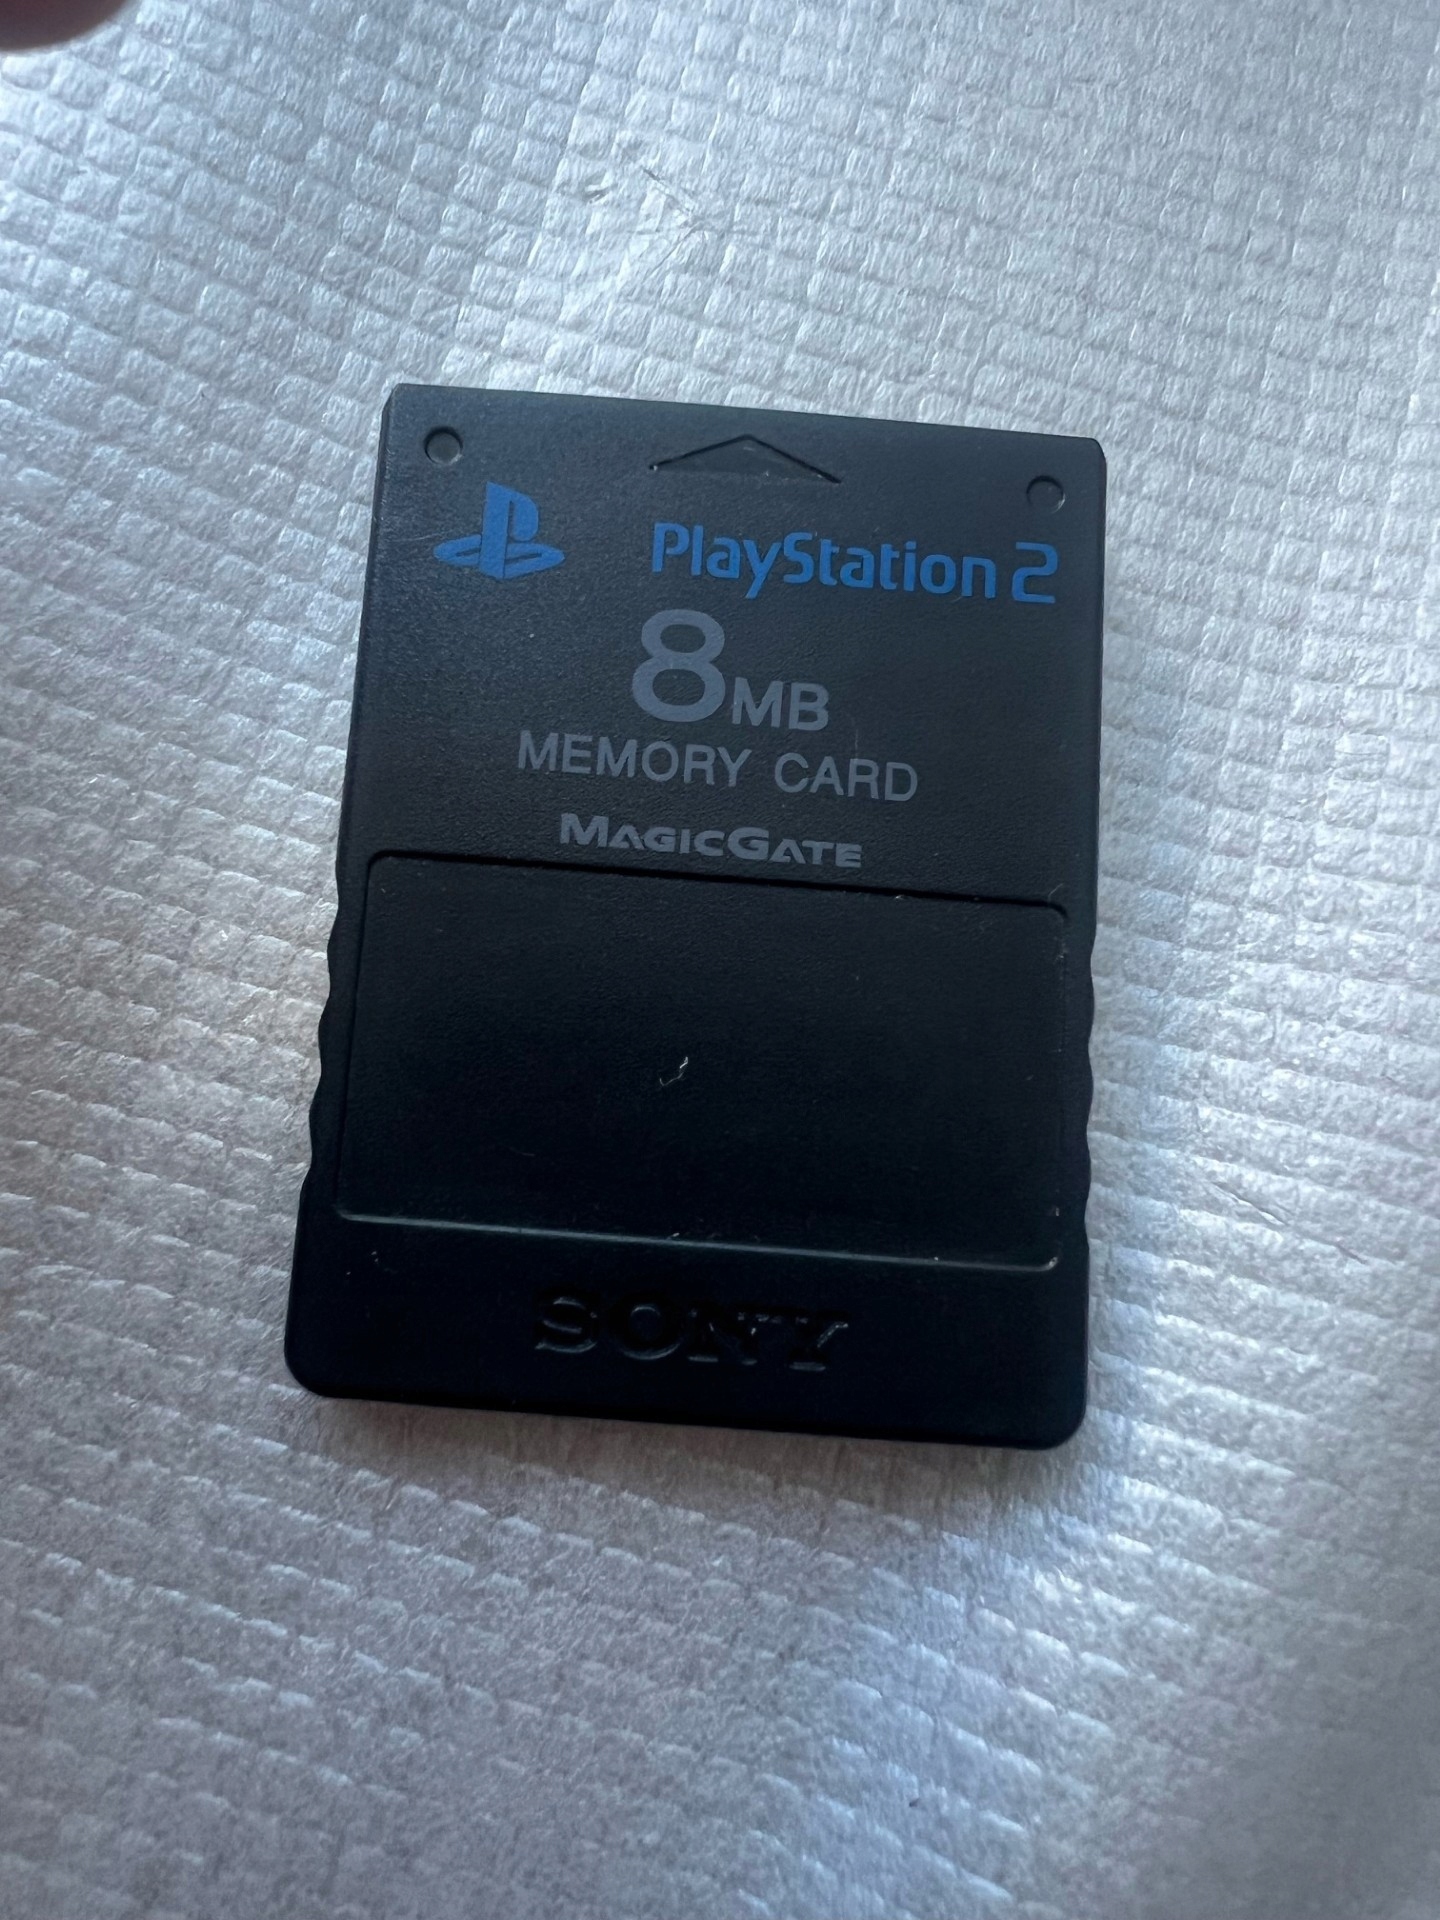 PlayStation 2
8MB
MEMORY CARD
MAGICGATE
SONY